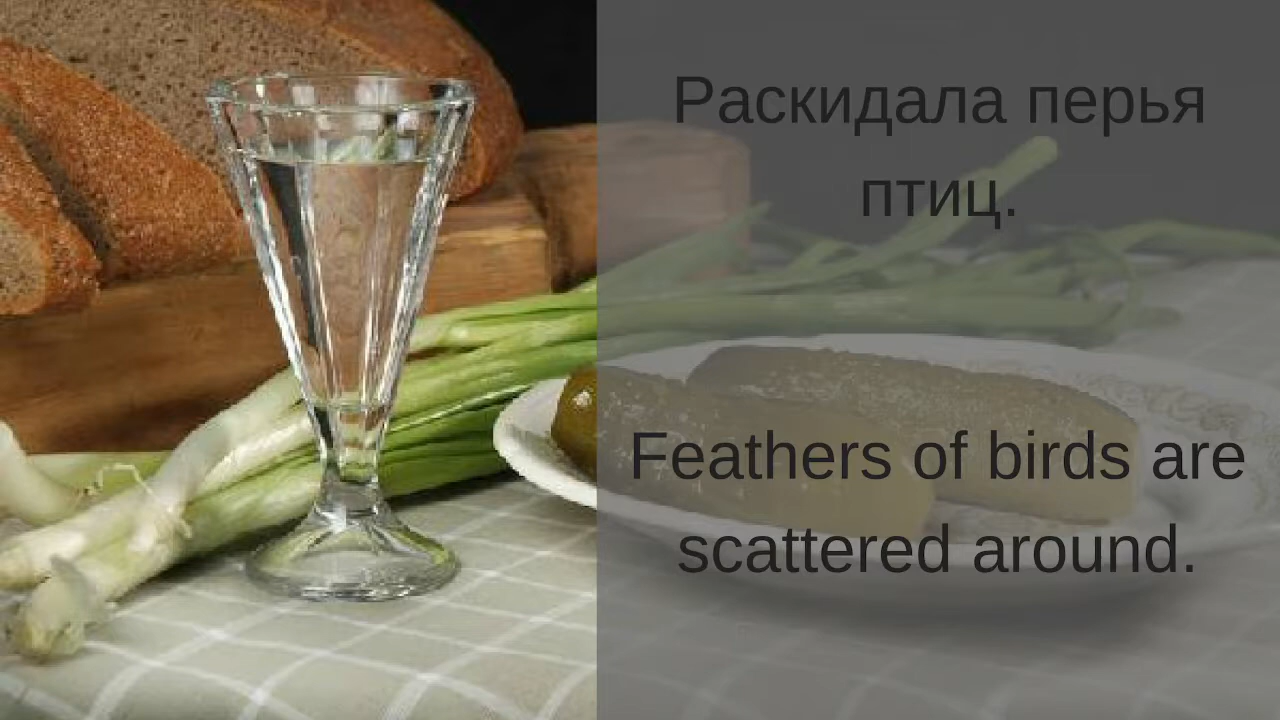 Раскидала перья
птиц.
Feathers of birds are
scattered around.